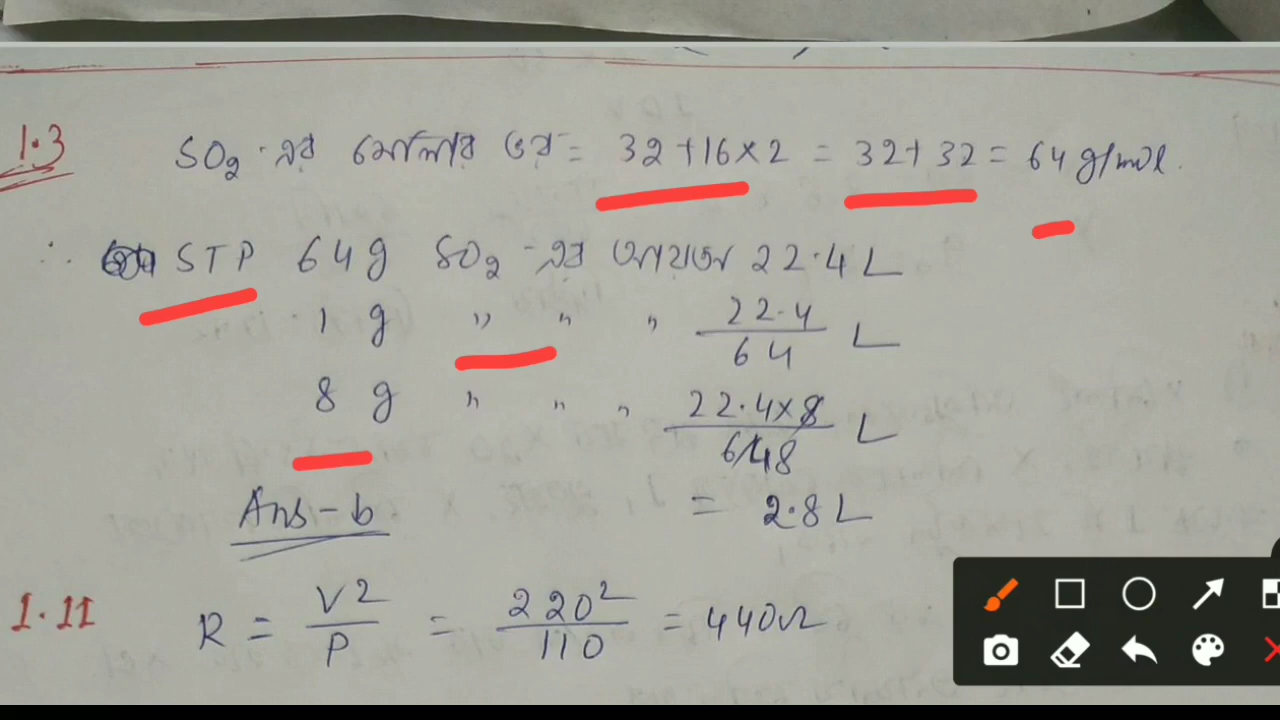 1.3 SO2 -এর মোলার ভর = 32+16×2 = 32+32 = 64 g/mol.
∴ STP 64g SO2 -এর আয়তন 22.4 L
1 g " " " 22.4/64 L
8 g " " " 22.4×8/64 8 L
Ans - b = 2.8 L
1.11 R = V2/P = 220²/110 = 440Ω